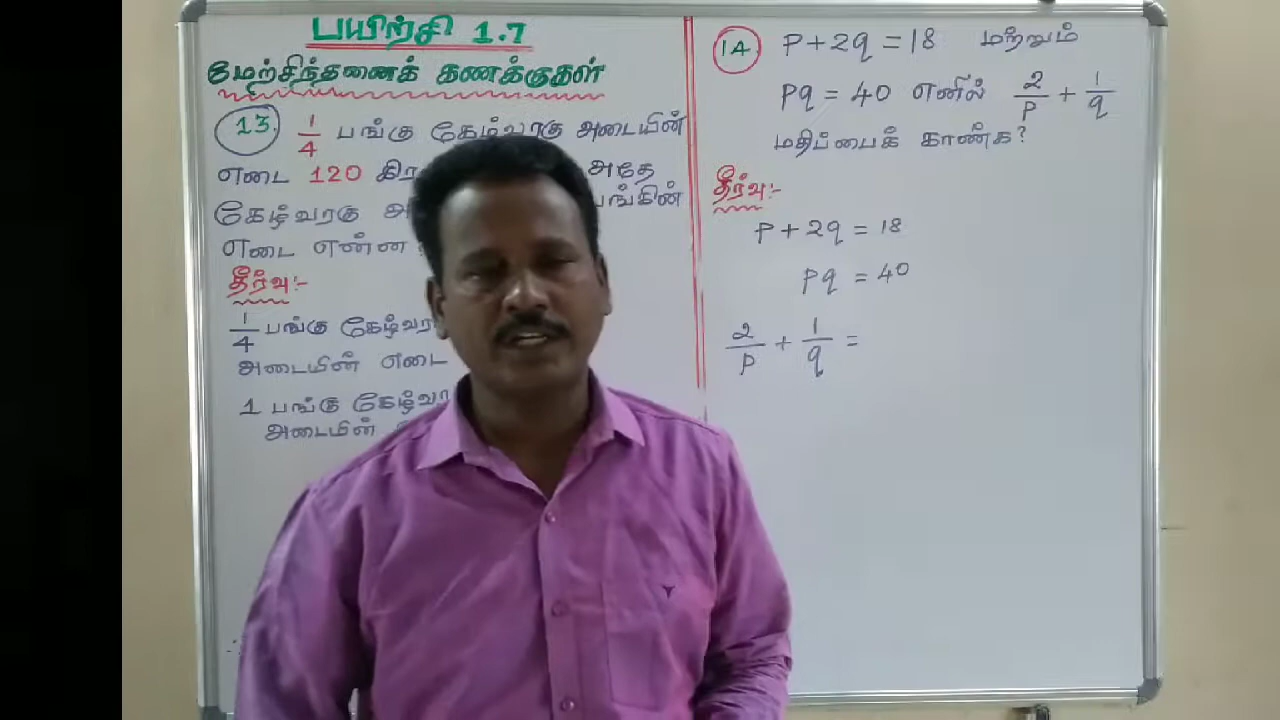 பயிற்சி 1.7
மேற்சிந்தனைக் கணக்குகள்
13. 1/4 பங்கு கேழ்வரகு அடையின்
எடை 120 கிரா அதே
கேழ்வரகு அ பங்கின்
எடை என்ன
தீர்வு:-
1/4 பங்கு கேழ்வர
அடையின் எடை
1 பங்கு கேழ்வர
அடையின்
14 P + 2q = 18 மற்றும்
Pq = 40 எனில் 2/P + 1/q
மதிப்பைக் காண்க?
தீர்வு:-
P + 2q = 18
Pq = 40
2/P + 1/q =